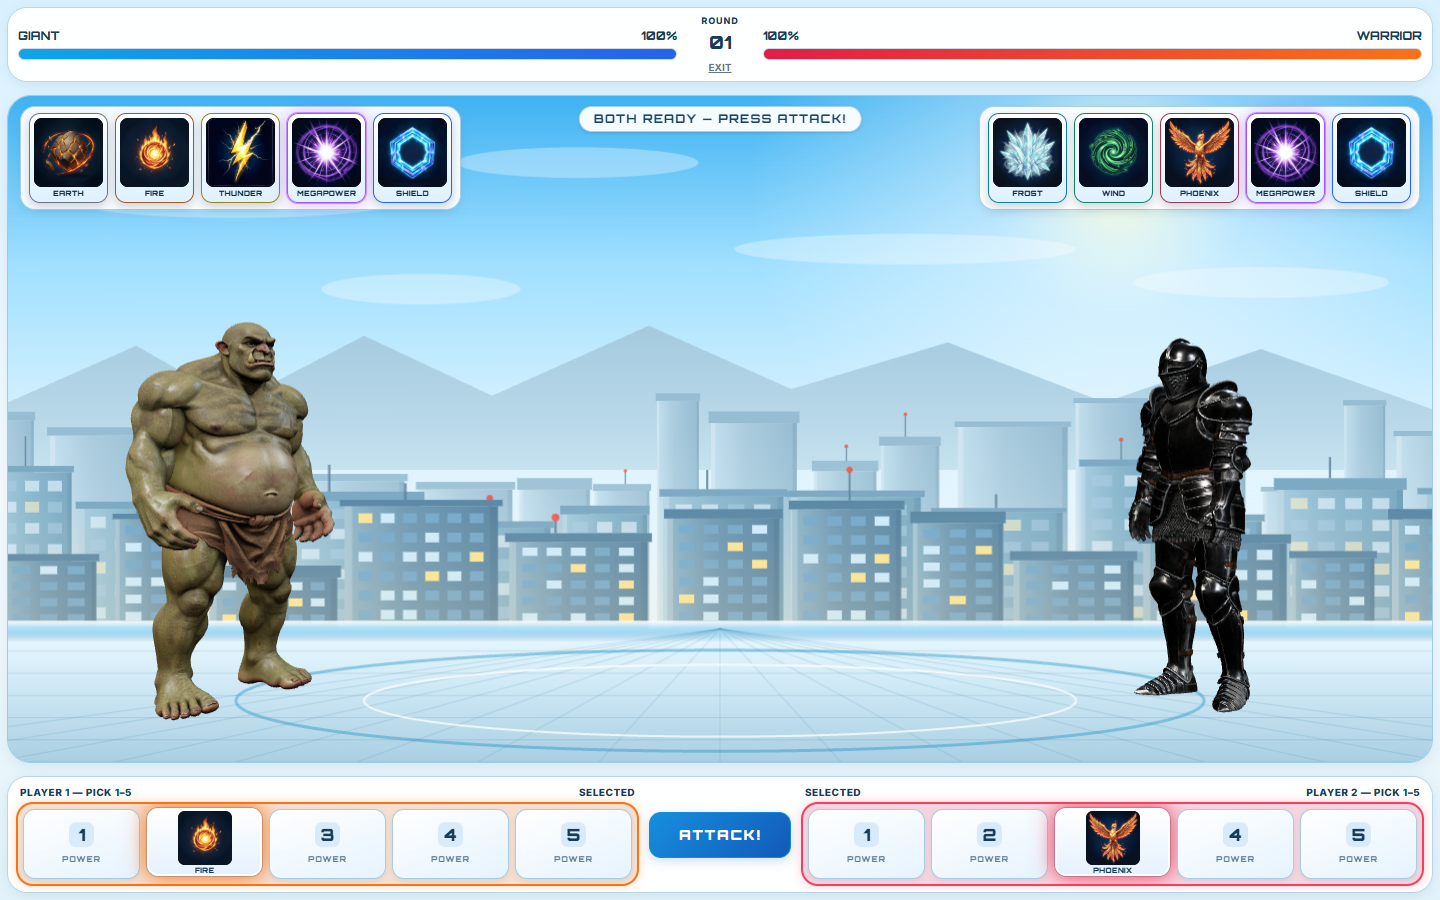 GIANT
100%
ROUND
01
EXIT
100%
WARRIOR
EARTH
FIRE
THUNDER
MEGAPOWER
SHIELD
BOTH READY – PRESS ATTACK!
FROST
WIND
PHOENIX
MEGAPOWER
SHIELD
PLAYER 1 — PICK 1–5
SELECTED
1
POWER
FIRE
3
POWER
4
POWER
5
POWER
ATTACK!
SELECTED
PLAYER 2 — PICK 1–5
1
POWER
2
POWER
PHOENIX
4
POWER
5
POWER